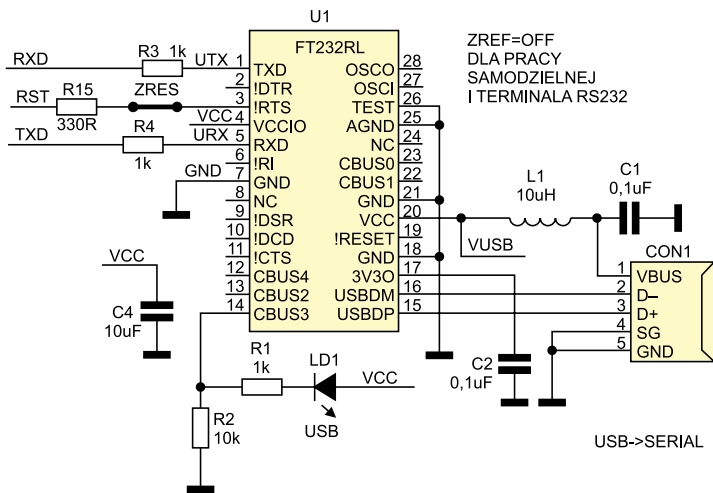 U1
FT232RL
RXD R3 1k UTX 1 TXD OSCO 28
2 !DTR OSCI 27
RST R15 330R ZRES 3 !RTS TEST 26
VCC 4 VCCIO AGND 25
TXD R4 1k URX 5 RXD NC 24
6 !RI CBUS0 23
GND 7 GND CBUS1 22
8 NC GND 21
9 !DSR VCC 20
10 !DCD !RESET 19
11 !CTS GND 18
12 CBUS4 3V3O 17
13 CBUS2 USBDM 16
14 CBUS3 USBDP 15
ZREF=OFF
DLA PRACY
SAMODZIELNEJ
I TERMINALA RS232
L1
10uH
C1
0,1uF
VUSB
CON1
1 VBUS
2 D–
3 D+
4 SG
5 GND
VCC
C4
10uF
C2
0,1uF
R1
1k
LD1
VCC
USB
R2
10k
USB->SERIAL